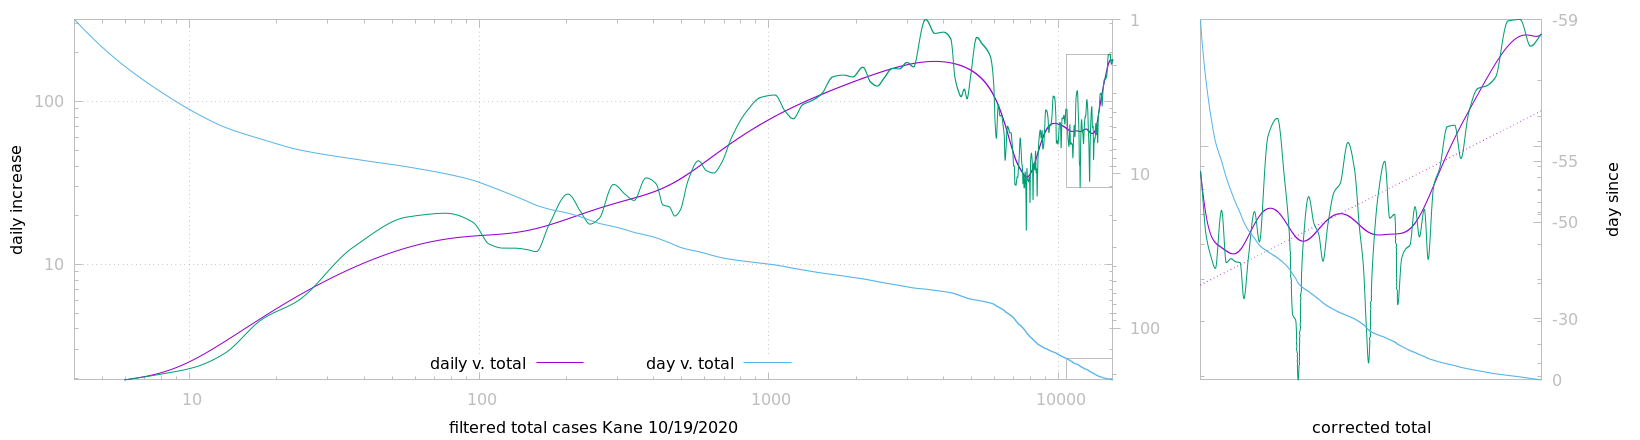 daily increase
100
10
10
100
1000
10000
1
10
100
daily v. total
day v. total
filtered total cases Kane 10/19/2020
-59
-55
-50
-30
0
day since
corrected total